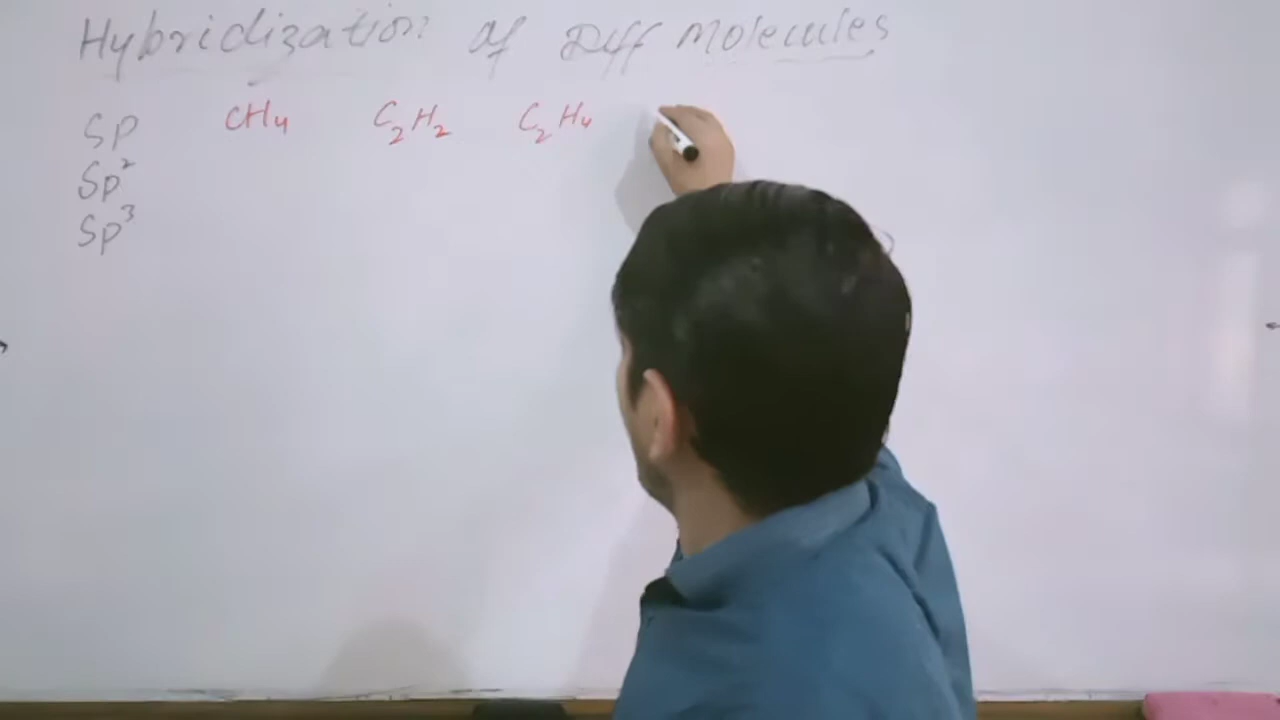 Hybridization of Diff Molecules
SP CH4 C2H2 C2H4
Sp²
Sp³